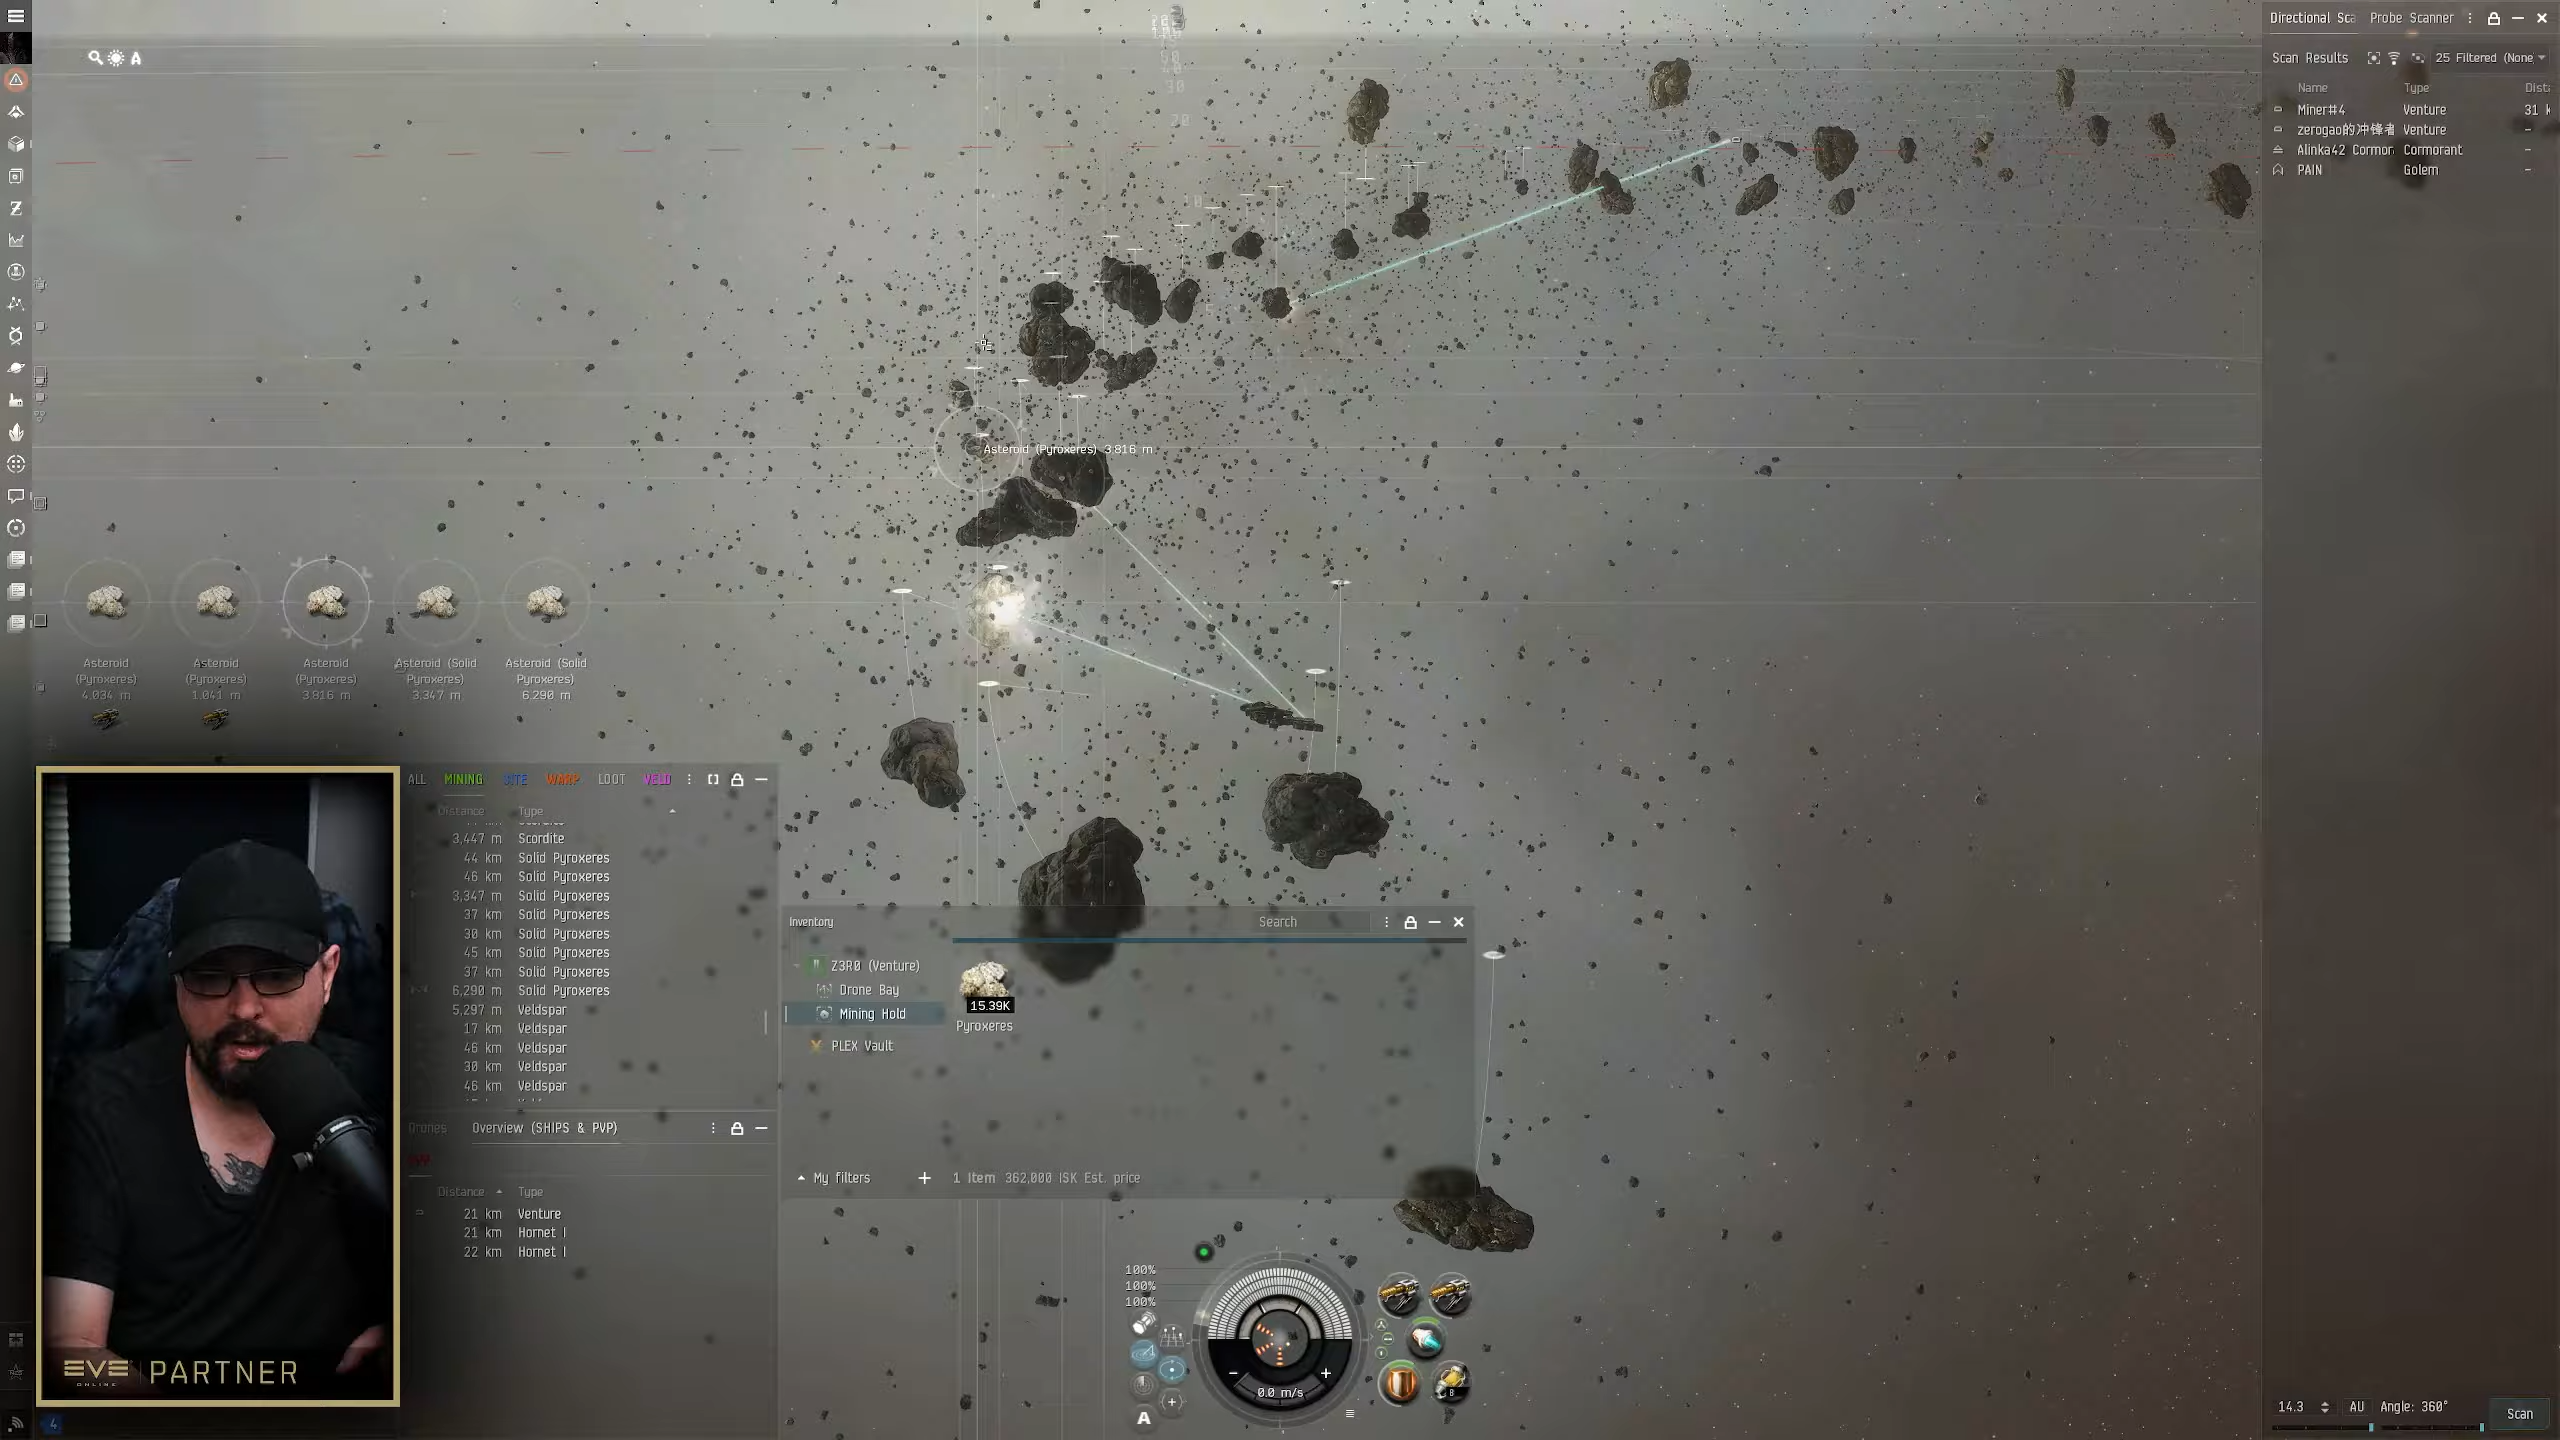 Directional Sca Probe Scanner
Scan Results 25 Filtered (None
Name Type Dist
Miner#4 Venture 31 k
zerogao的冲锋者 Venture -
Alinka42 Cormor Cormorant -
PAIN Golem -
30
20
10
Asteroid (Pyroxeres) 3.816 m
Asteroid (Pyroxeres) 4.034 m
Asteroid (Pyroxeres) 1.041 m
Asteroid (Pyroxeres) 3.816 m
Asteroid (Solid Pyroxeres) 3,347 m
Asteroid (Solid Pyroxeres) 6.290 m
ALL MINING SITE WARP LOOT VELD
Distance Type
3,447 m Scordite
44 km Solid Pyroxeres
46 km Solid Pyroxeres
3,347 m Solid Pyroxeres
37 km Solid Pyroxeres
30 km Solid Pyroxeres
45 km Solid Pyroxeres
37 km Solid Pyroxeres
6,290 m Solid Pyroxeres
5,297 m Veldspar
17 km Veldspar
46 km Veldspar
30 km Veldspar
46 km Veldspar
Drones Overview (SHIPS & PVP)
Distance Type
21 km Venture
21 km Hornet I
22 km Hornet I
Inventory Search
Z3R0 (Venture)
Drone Bay
Mining Hold
PLEX Vault
15.39K
Pyroxeres
My filters + 1 Item 362,000 ISK Est. price
100%
100%
100%
0.0 m/s
A
8
EVE ONLINE PARTNER
4
14.3 AU Angle: 360° Scan